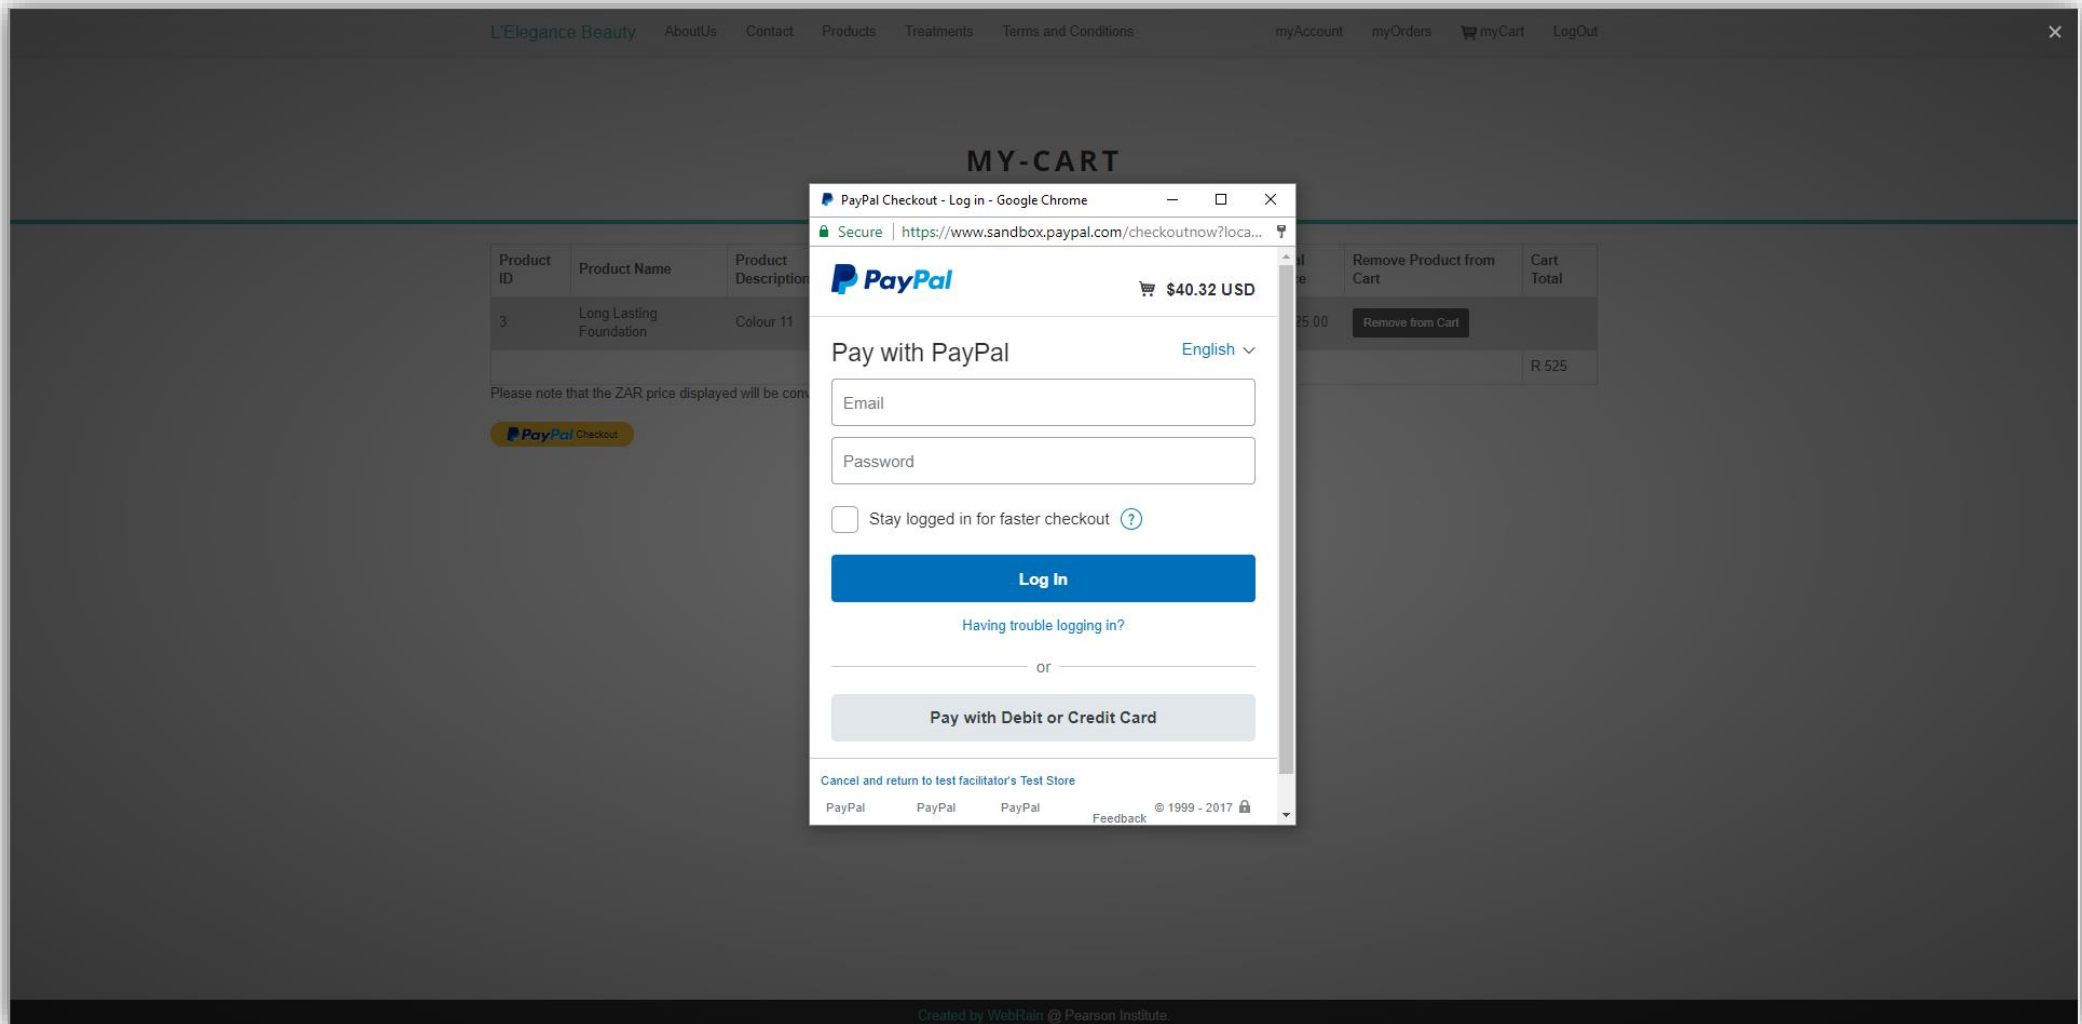 L'Elegance Beauty AboutUs Contact Products Treatments Terms and Conditions myAccount myOrders myCart LogOut
MY-CART
PayPal Checkout - Log in - Google Chrome
Secure https://www.sandbox.paypal.com/checkoutnow?loca...
Product ID Product Name Product Description Remove Product from Cart Cart Total
3 Long Lasting Foundation Colour 11 25.00 Remove from Cart
R 525
Please note that the ZAR price displayed will be
PayPal Checkout
PayPal $40.32 USD
Pay with PayPal English
Email
Password
Stay logged in for faster checkout ?
Log In
Having trouble logging in?
or
Pay with Debit or Credit Card
Cancel and return to test facilitator's Test Store
PayPal PayPal PayPal Feedback © 1999 - 2017
Created by WebRain @ Pearson Institute.